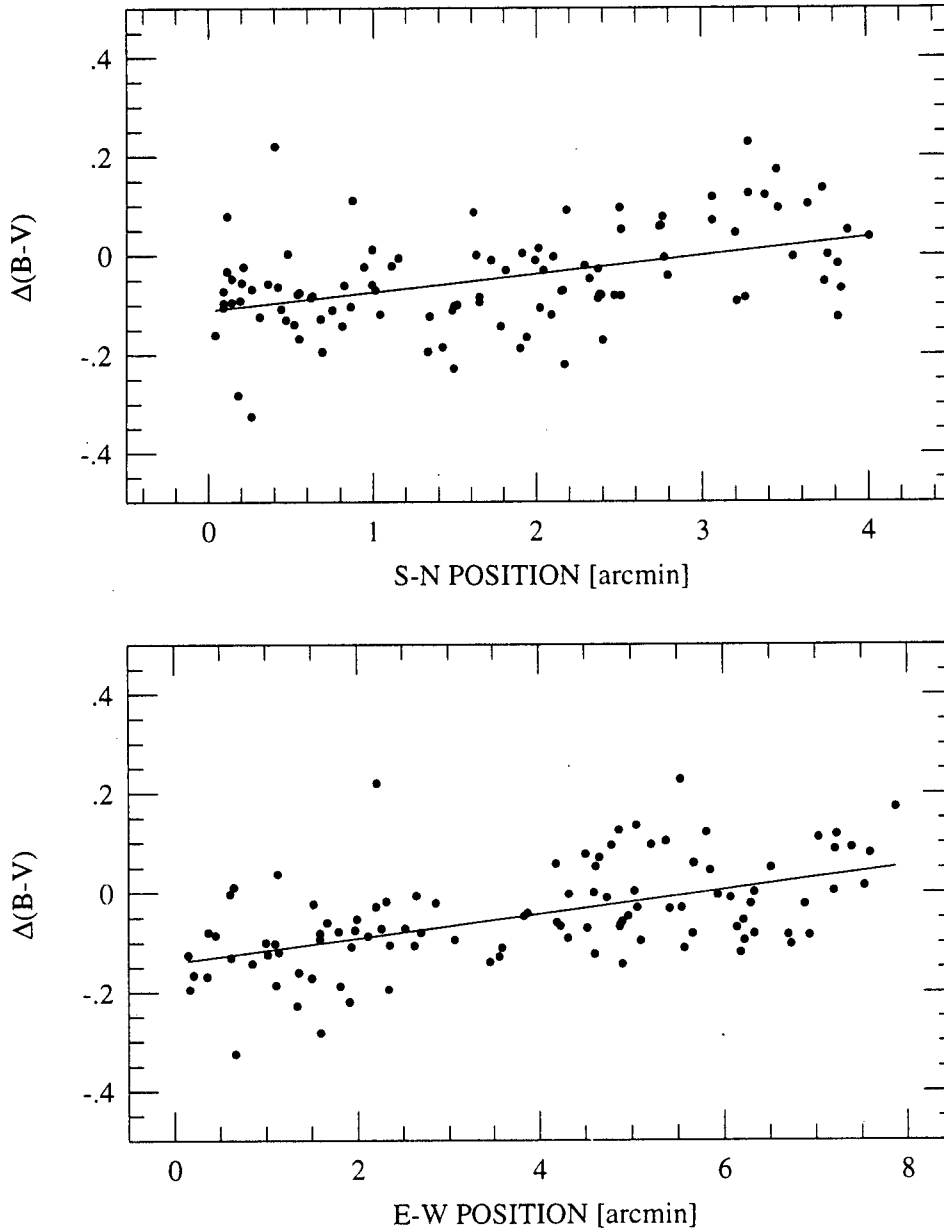 .4
.2
0
-.2
-.4
Δ(B-V)
0 1 2 3 4
S-N POSITION [arcmin]
.4
.2
0
-.2
-.4
Δ(B-V)
0 2 4 6 8
E-W POSITION [arcmin]